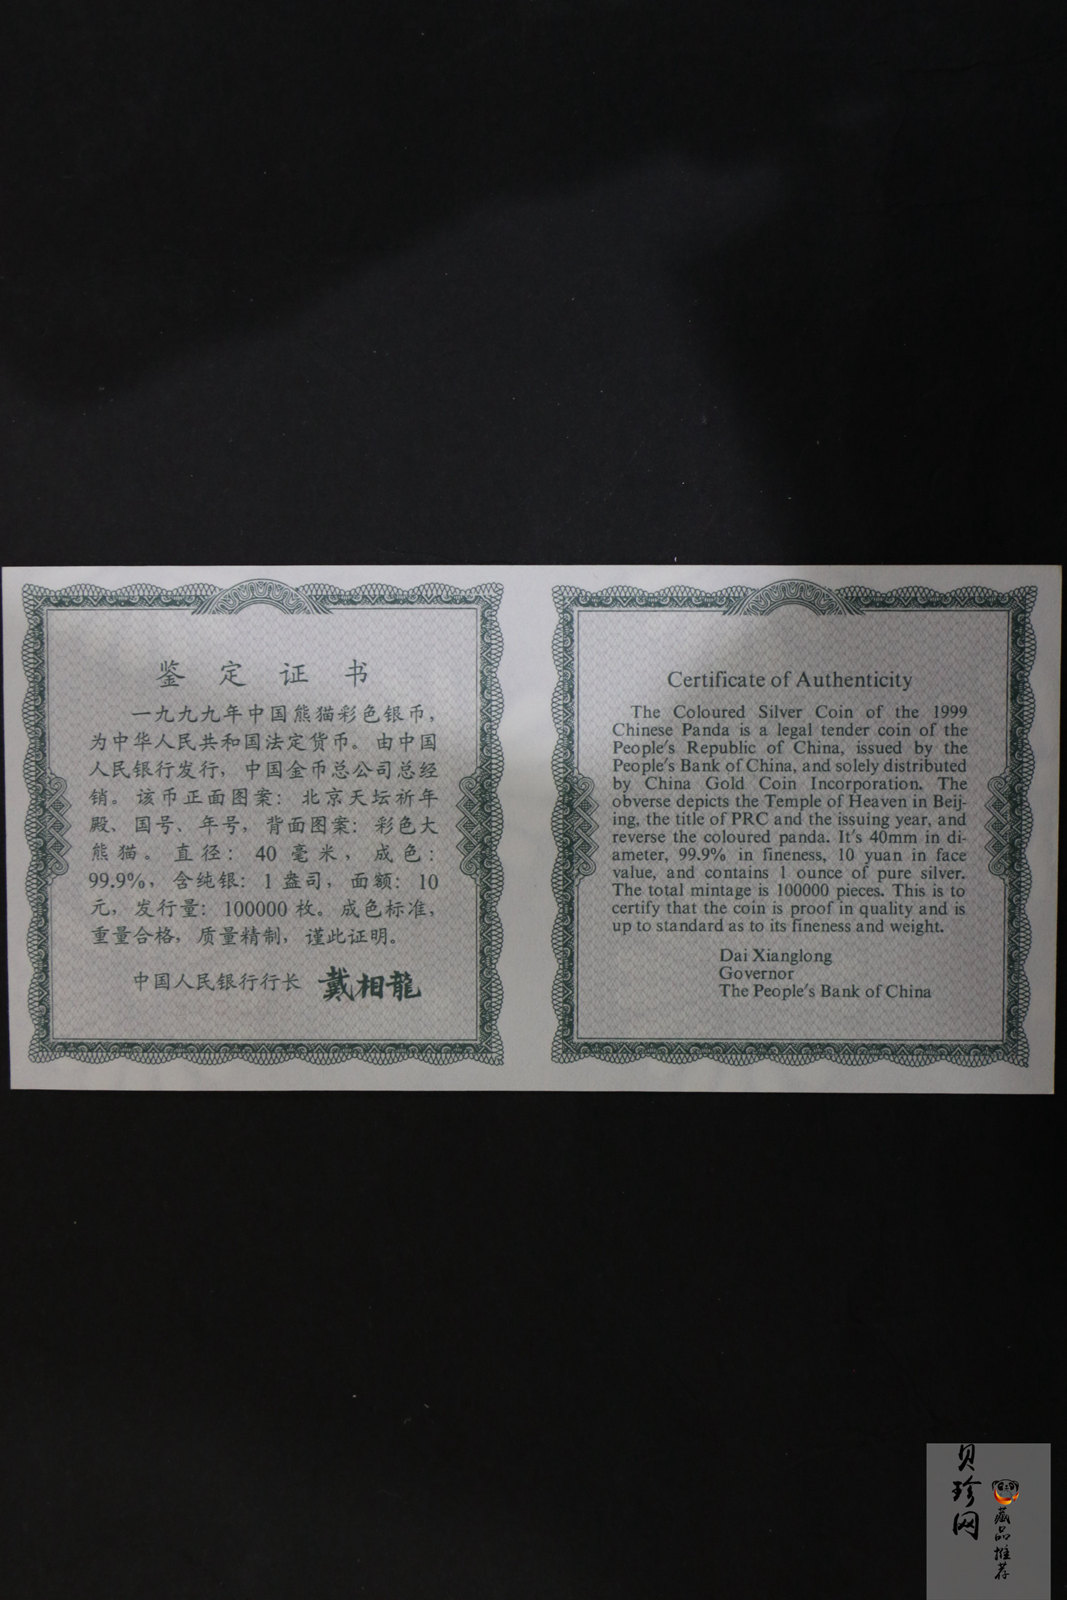 鉴定证书
一九九九年中国熊猫彩色银币，
为中华人民共和国法定货币。由中国
人民银行发行，中国金币总公司总经
销。该币正面图案：北京天坛祈年
殿、国号、年号，背面图案：彩色大
熊猫。直径：40毫米，成色：
99.9%，含纯银：1盎司，面额：10
元，发行量：100000枚。成色标准，
重量合格，质量精制，谨此证明。
中国人民银行行长 戴相龍
Certificate of Authenticity
The Coloured Silver Coin of the 1999
Chinese Panda is a legal tender coin of the
People's Republic of China, issued by the
People's Bank of China, and solely distributed
by China Gold Coin Incorporation. The
obverse depicts the Temple of Heaven in Beij-
ing, the title of PRC and the issuing year, and
reverse the coloured panda. It's 40mm in di-
ameter, 99.9% in fineness, 10 yuan in face
value, and contains 1 ounce of pure silver.
The total mintage is 100000 pieces. This is to
certify that the coin is proof in quality and is
up to standard as to its fineness and weight.
Dai Xianglong
Governor
The People's Bank of China
贝珍网
藏品推荐